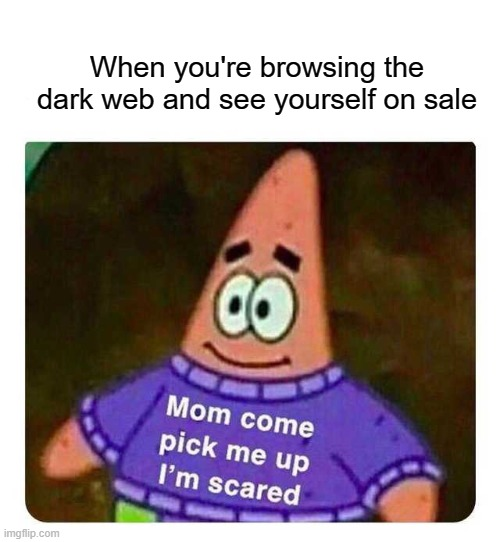 When you're browsing the
dark web and see yourself on sale
Mom come
pick me up
I'm scared
imgflip.com